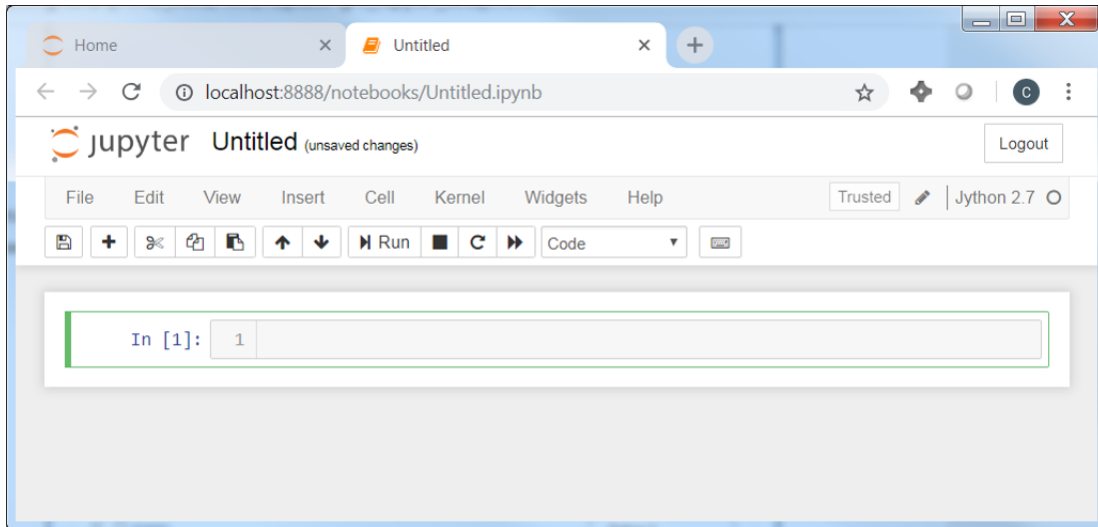 Home Untitled
localhost:8888/notebooks/Untitled.ipynb C
jupyter Untitled (unsaved changes) Logout
File Edit View Insert Cell Kernel Widgets Help Trusted Jython 2.7
Run Code
In [1]: 1